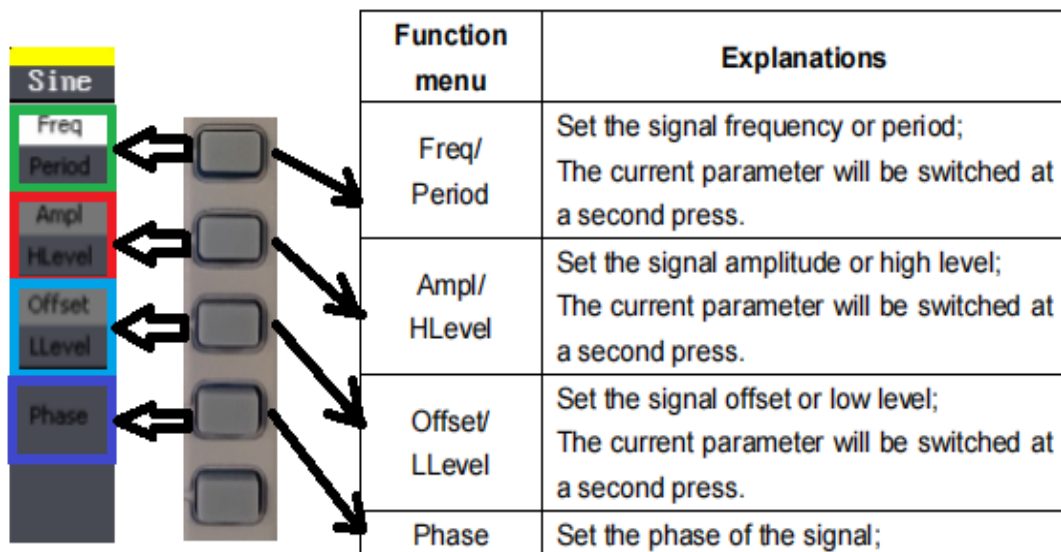 Sine
Freq
Period
Ampl
HLevel
Offset
LLevel
Phase
Function
menu
Explanations
Freq/
Period
Set the signal frequency or period;
The current parameter will be switched at
a second press.
Ampl/
HLevel
Set the signal amplitude or high level;
The current parameter will be switched at
a second press.
Offset/
LLevel
Set the signal offset or low level;
The current parameter will be switched at
a second press.
Phase
Set the phase of the signal;